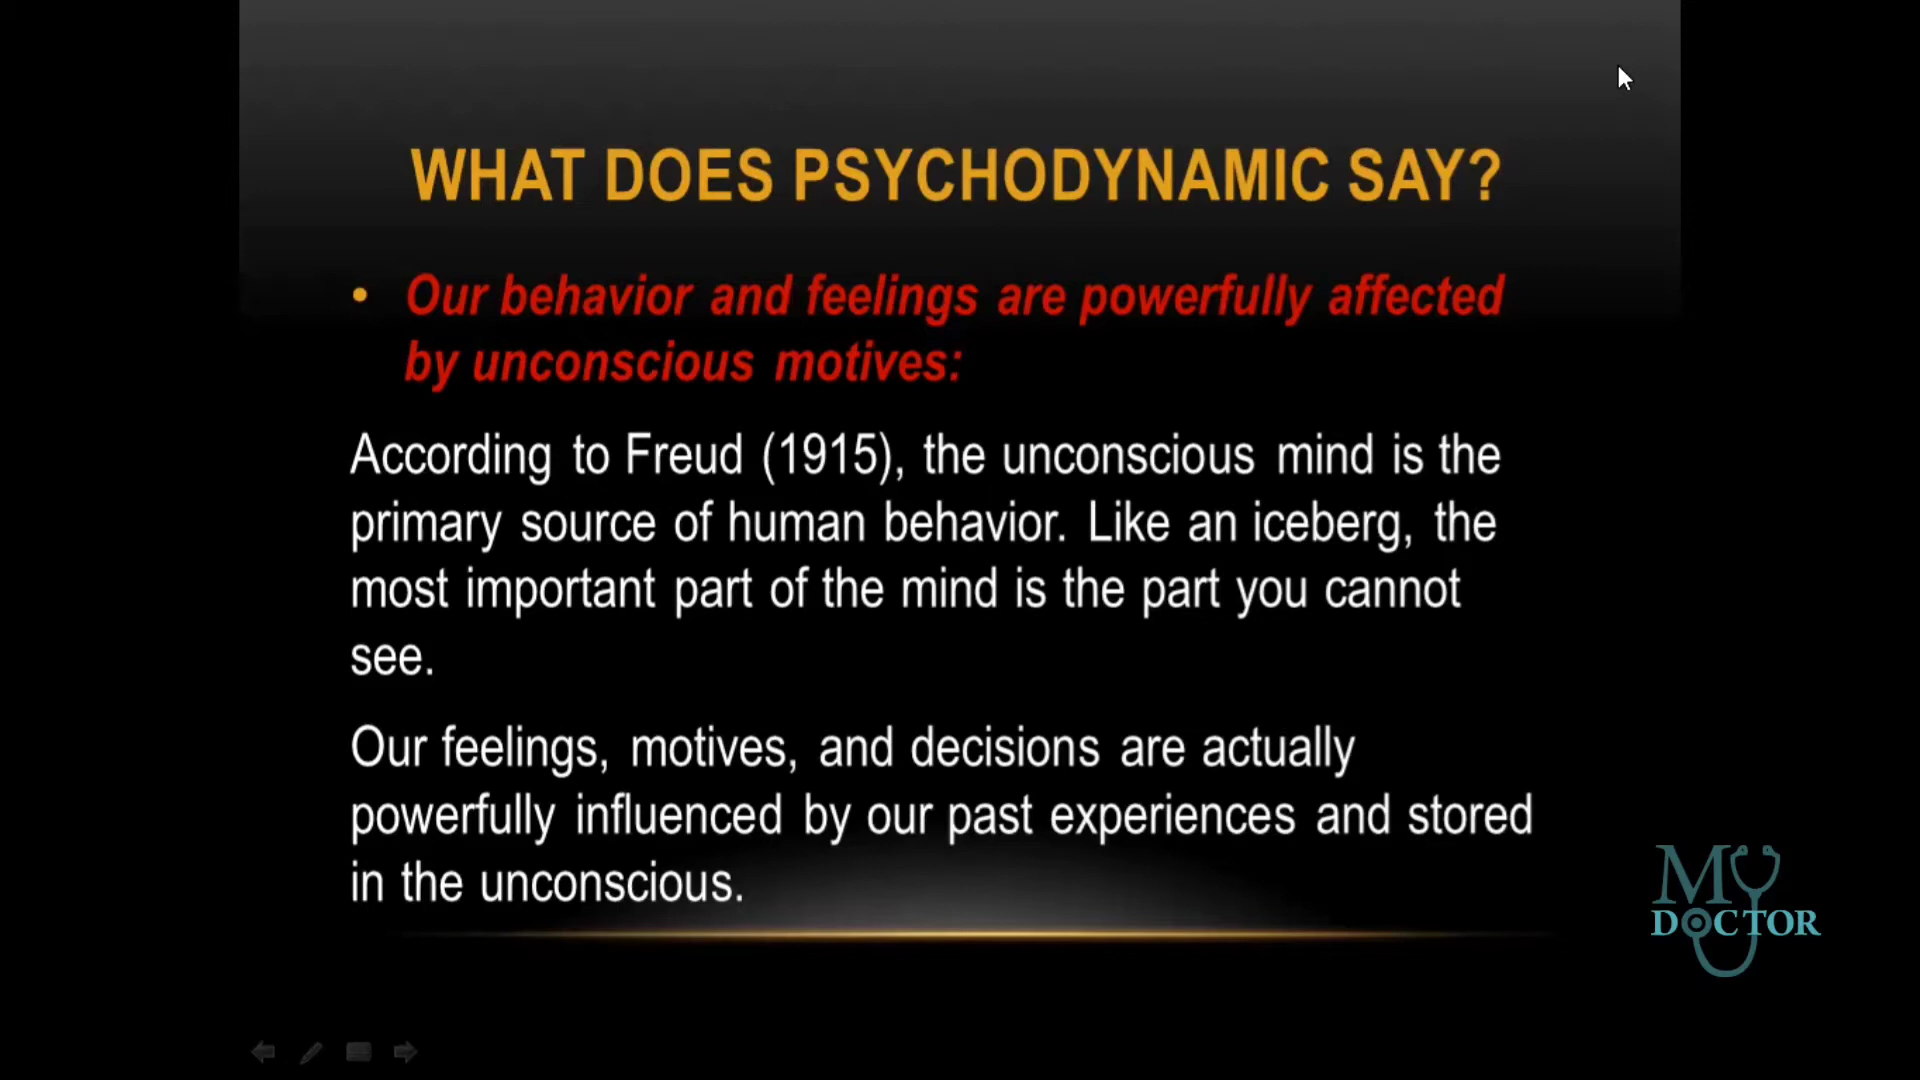 WHAT DOES PSYCHODYNAMIC SAY?
• Our behavior and feelings are powerfully affected
by unconscious motives:
According to Freud (1915), the unconscious mind is the
primary source of human behavior. Like an iceberg, the
most important part of the mind is the part you cannot
see.
Our feelings, motives, and decisions are actually
powerfully influenced by our past experiences and stored
in the unconscious.
My
DOCTOR